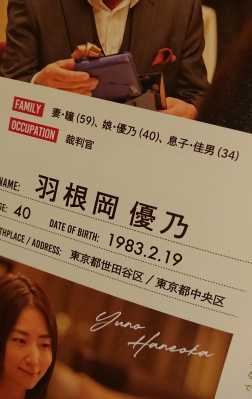 FAMILY 妻・瞳(59)、娘・優乃(40)、息子・佳男(34)
OCCUPATION 裁判官
NAME: 羽根岡 優乃
GE: 40 DATE OF BIRTH: 1983.2.19
THPLACE / ADDRESS: 東京都世田谷区 / 東京都中央区
Yuno
Haneoka